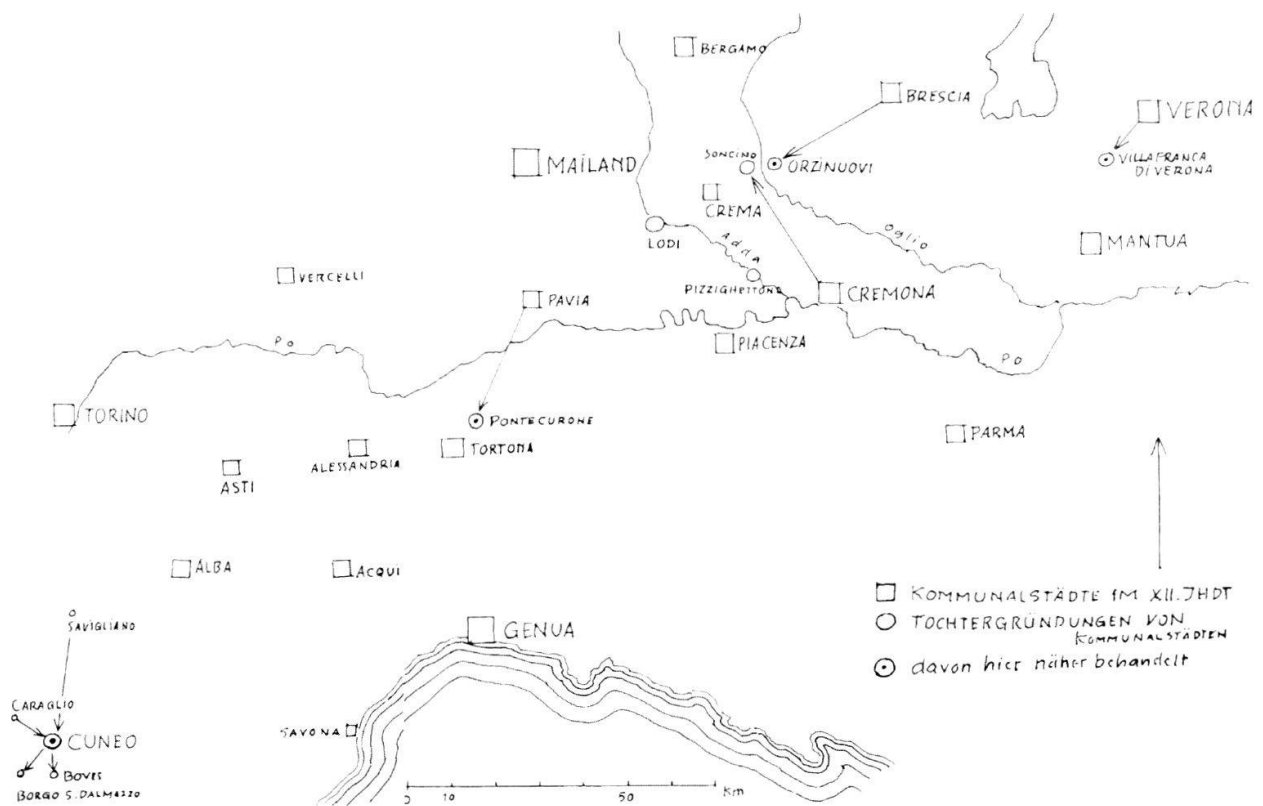 BERGAMO
BRESCIA
VERONA
MAILAND
SONCINO
ORZINUOVI
VILLAFRANCA
DI VERONA
CREMA
LODI
Adda
Oglio
MANTUA
VERCELLI
PIZZIGHETTONE
CREMONA
PAVIA
PIACENZA
Po
Po
TORINO
PONTECURONE
PARMA
ALESSANDRIA
TORTONA
ASTI
ALBA
ACQUI
SAVIGLIANO
GENUA
KOMMUNALSTÄDTE IM XII. JHDT
TOCHTERGRÜNDUNGEN VON
KOMMUNALSTÄDTEN
davon hier näher behandelt
CARAGLIO
CUNEO
SAVONA
BOVES
BORGO S. DALMAZZO
0 10 50 Km